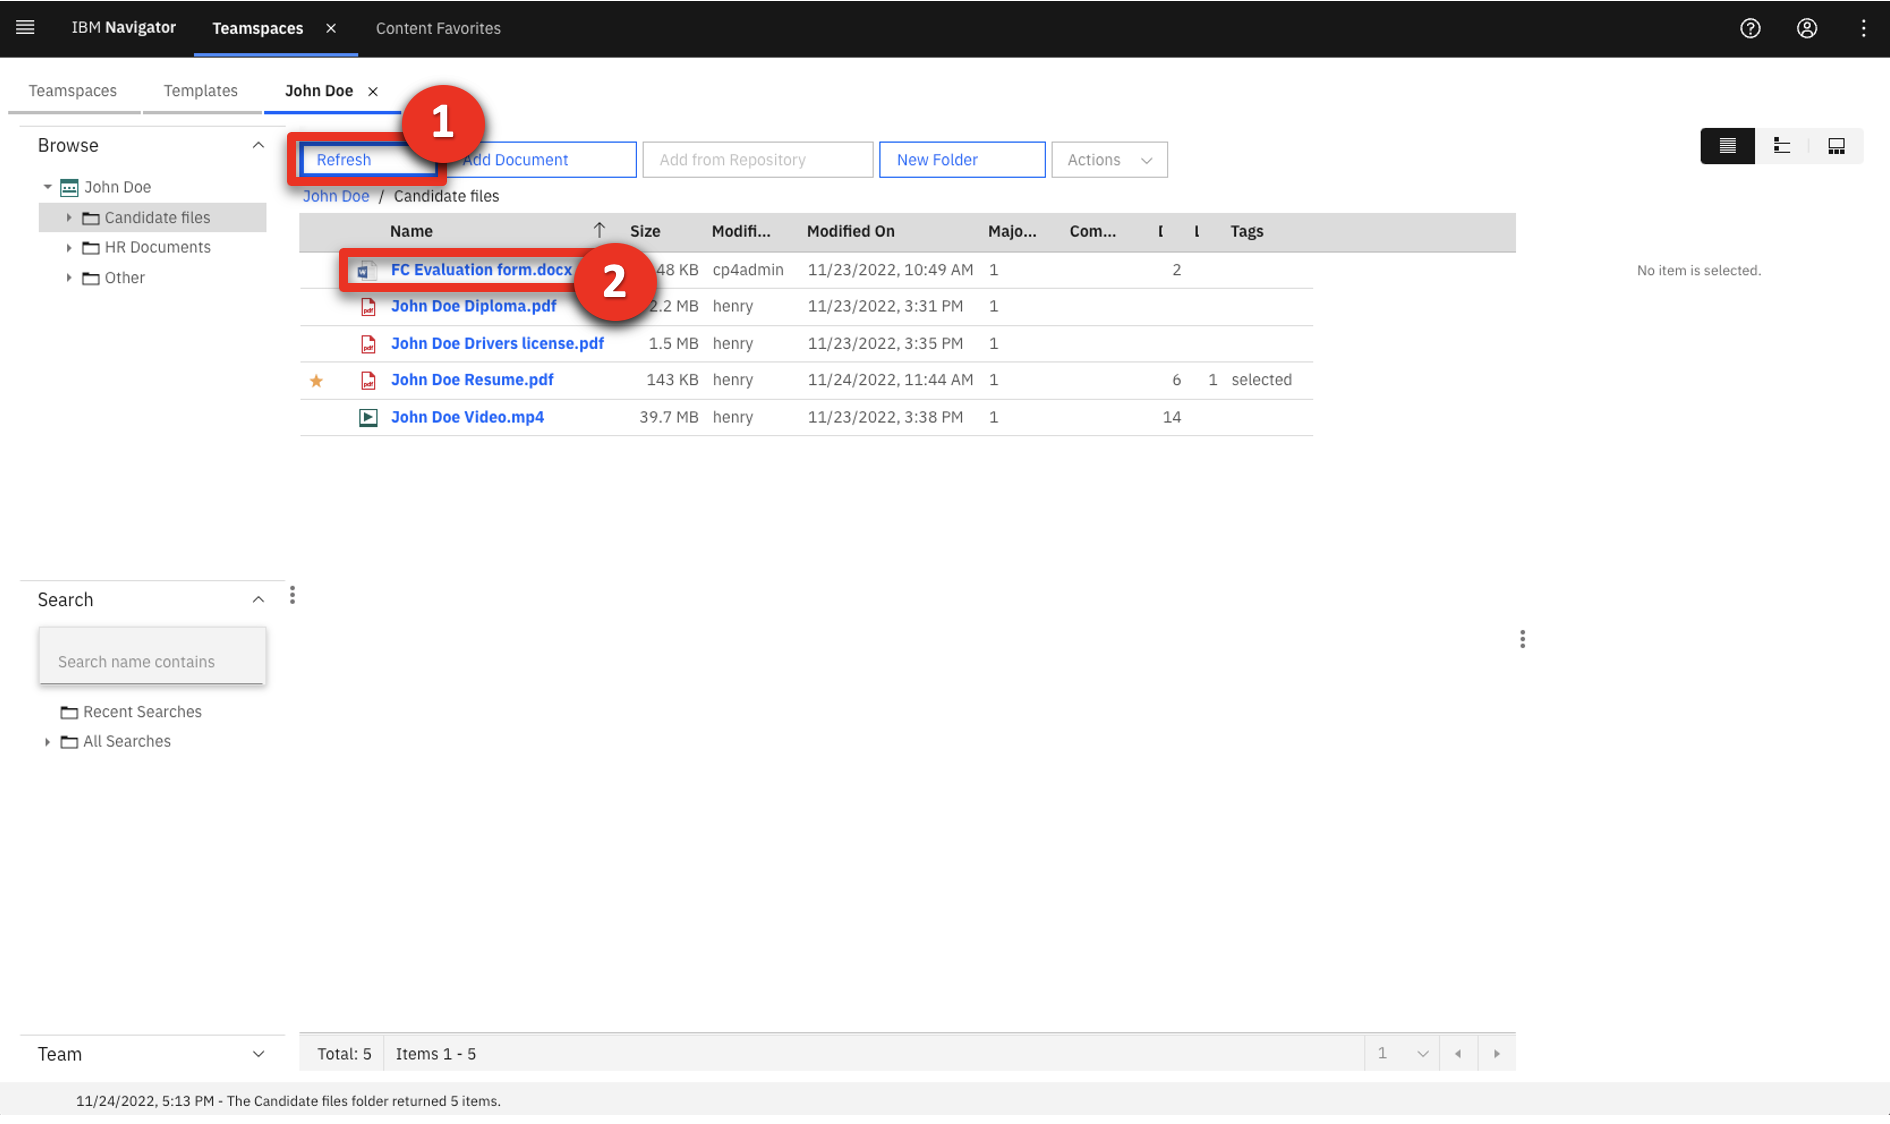 IBM Navigator
Teamspaces
Content Favorites
Teamspaces
Templates
John Doe
1
Browse
Refresh
Add Document
Add from Repository
New Folder
Actions
John Doe
John Doe / Candidate files
Candidate files
HR Documents
Other
Name Size Modifi... Modified On Majo... Com... Tags
FC Evaluation form.docx 2 48 KB cp4admin 11/23/2022, 10:49 AM 1 2
No item is selected.
John Doe Diploma.pdf 2.2 MB henry 11/23/2022, 3:31 PM 1
John Doe Drivers license.pdf 1.5 MB henry 11/23/2022, 3:35 PM 1
John Doe Resume.pdf 143 KB henry 11/24/2022, 11:44 AM 1 6 1 selected
John Doe Video.mp4 39.7 MB henry 11/23/2022, 3:38 PM 1 14
Search
Search name contains
Recent Searches
All Searches
Team
Total: 5 Items 1 - 5
1
11/24/2022, 5:13 PM - The Candidate files folder returned 5 items.